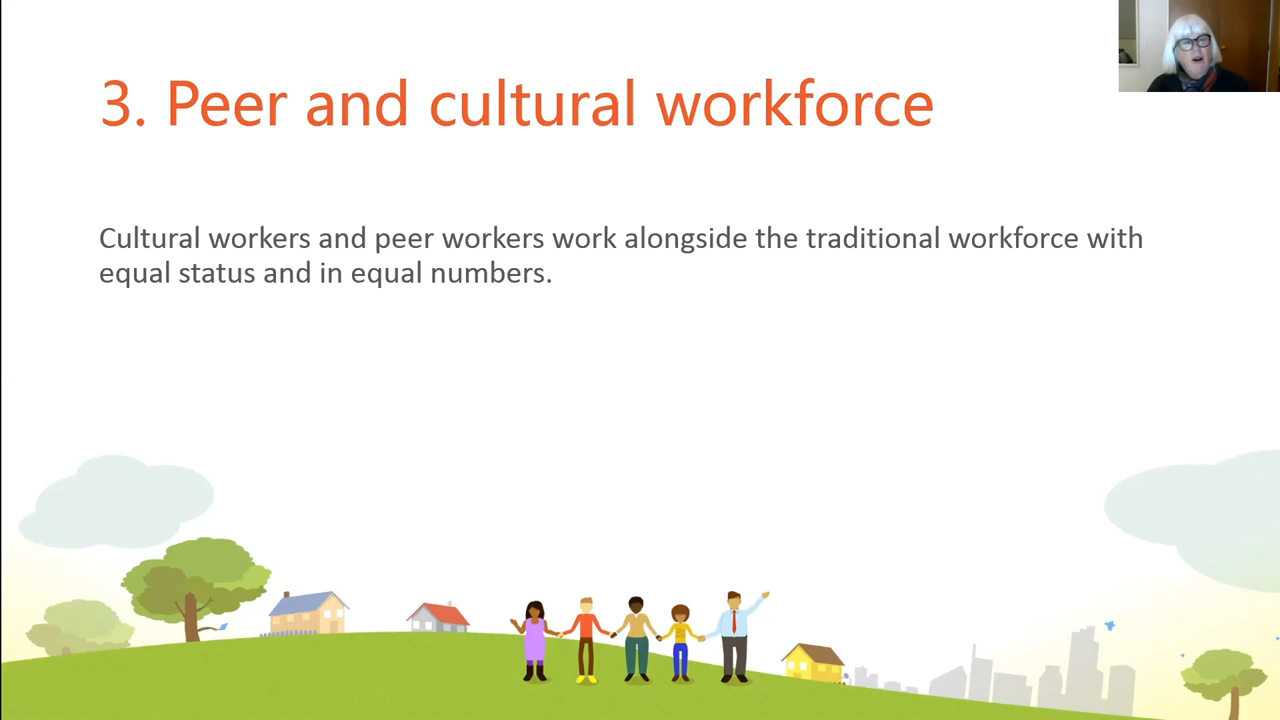 3. Peer and cultural workforce
Cultural workers and peer workers work alongside the traditional workforce with
equal status and in equal numbers.